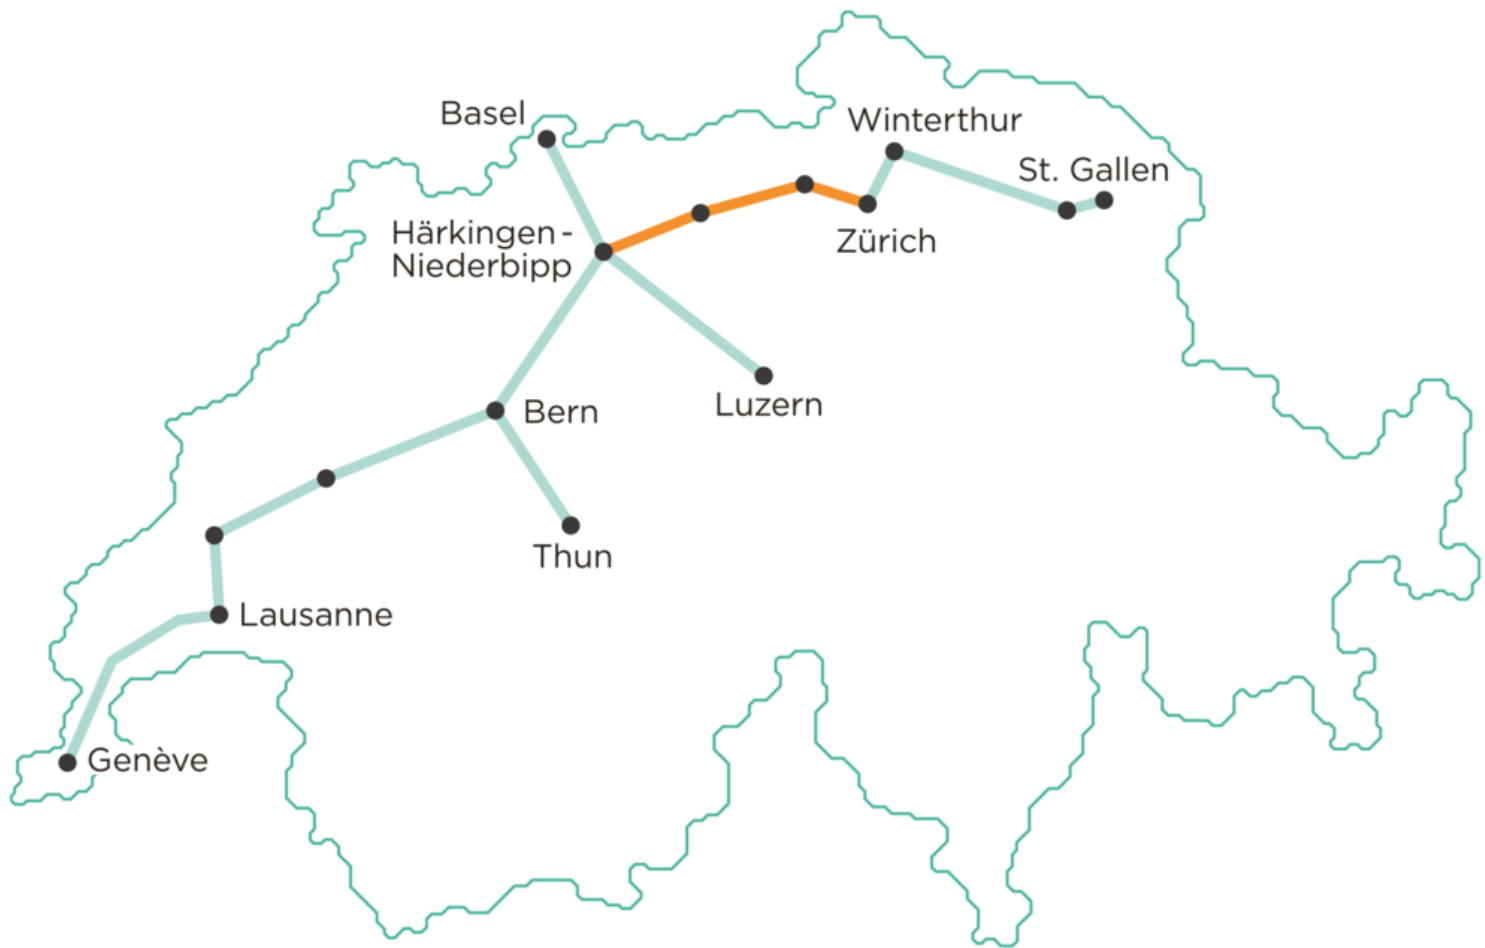 Basel
Winterthur
St. Gallen
Härkingen-
Niederbipp
Zürich
Luzern
Bern
Thun
Lausanne
Genève